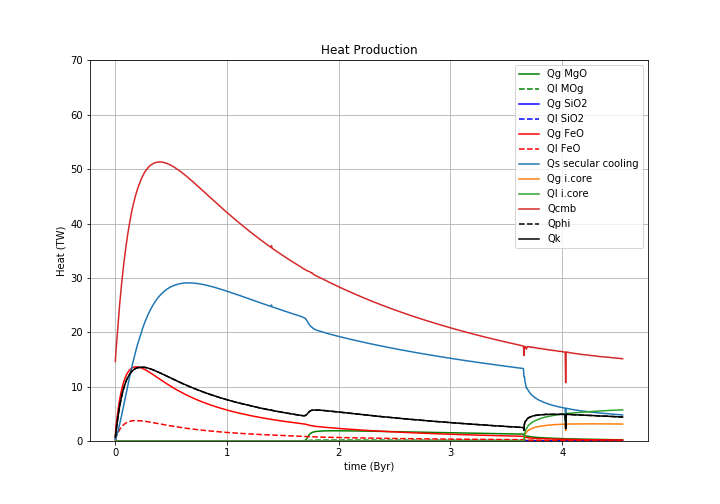 Heat Production
70
60
50
40
30
20
10
0
Heat (TW)
0
1
2
3
4
time (Byr)
Qg MgO
Ql MOg
Qg SiO2
Ql SiO2
Qg FeO
Ql FeO
Qs secular cooling
Qg i.core
Ql i.core
Qcmb
Qphi
Qk